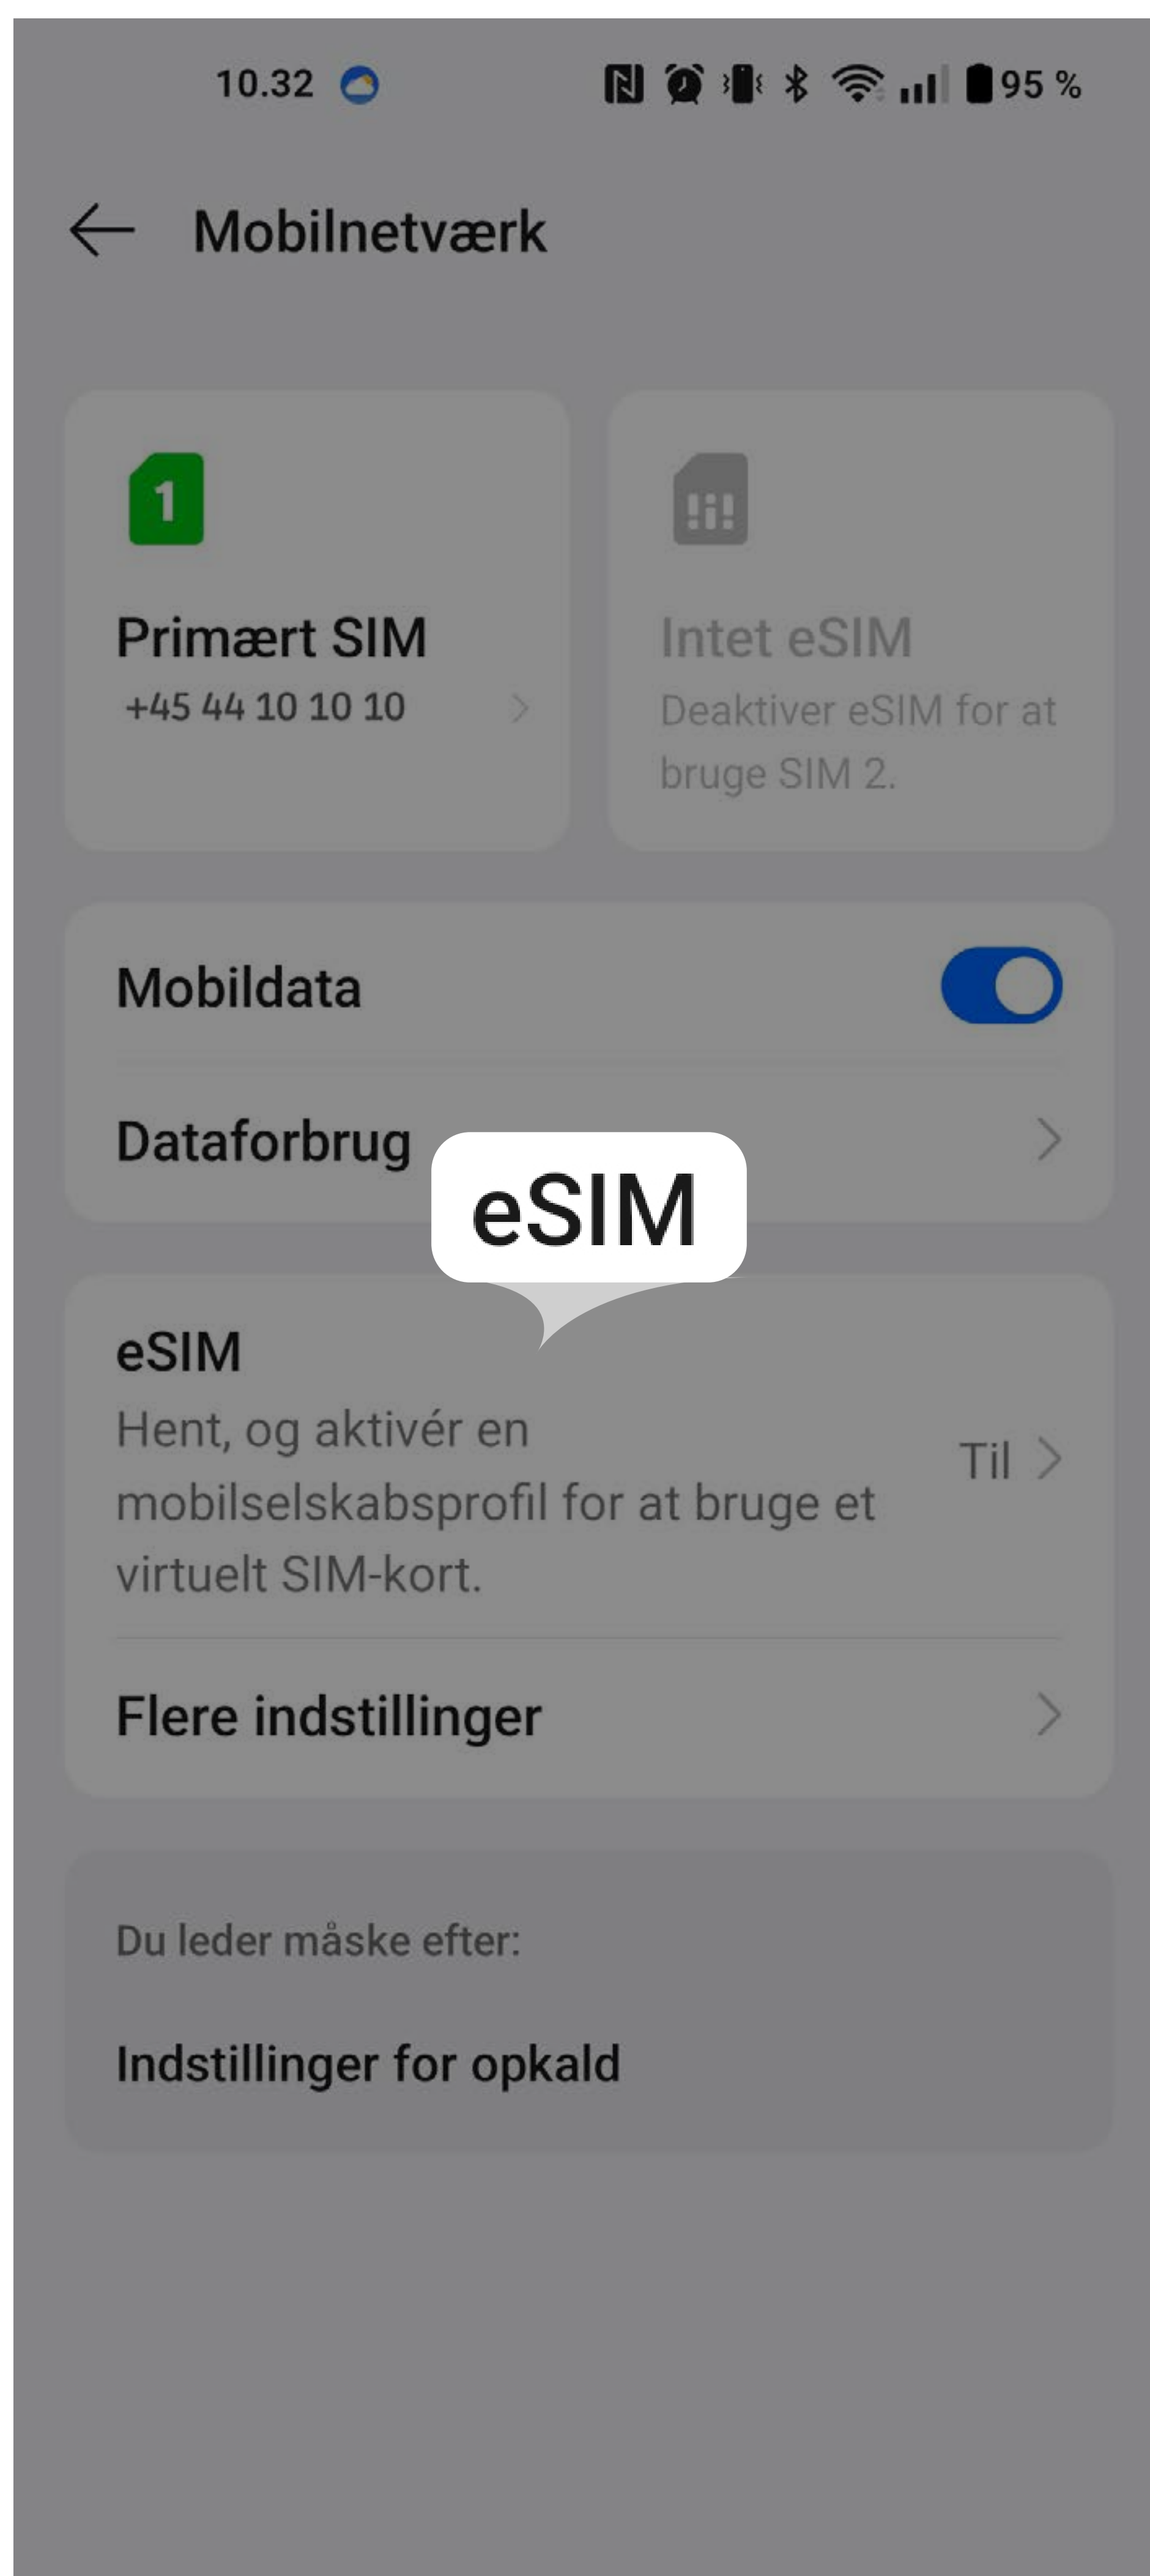 10.32 95 %
Mobilnetværk
1
Primært SIM
+45 44 10 10 10
Intet eSIM
Deaktiver eSIM for at
bruge SIM 2.
Mobildata
Dataforbrug
eSIM
eSIM
Hent, og aktivér en
mobilselskabsprofil for at bruge et
virtuelt SIM-kort.
Til
Flere indstillinger
Du leder måske efter:
Indstillinger for opkald